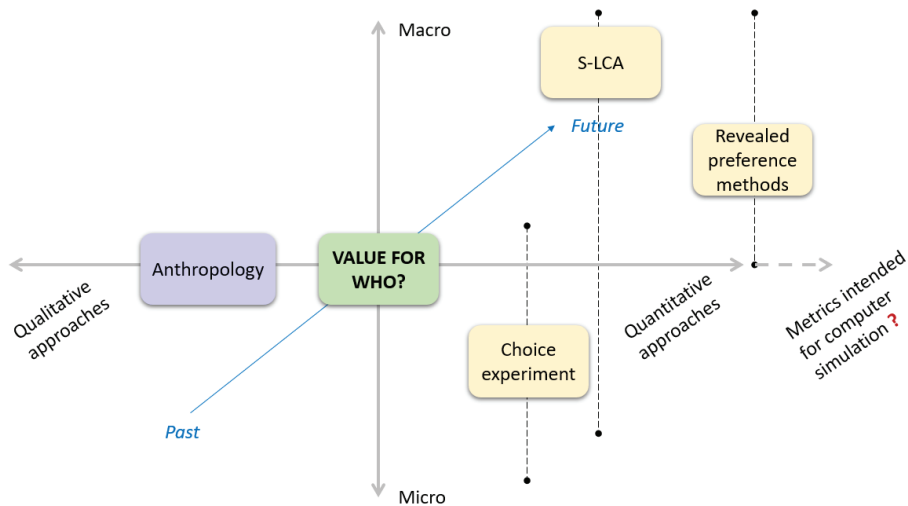 Macro
S-LCA
Future
Revealed
preference
methods
Anthropology
VALUE FOR
WHO?
Qualitative
approaches
Quantitative
approaches
Metrics intended
for computer
simulation ?
Choice
experiment
Past
Micro